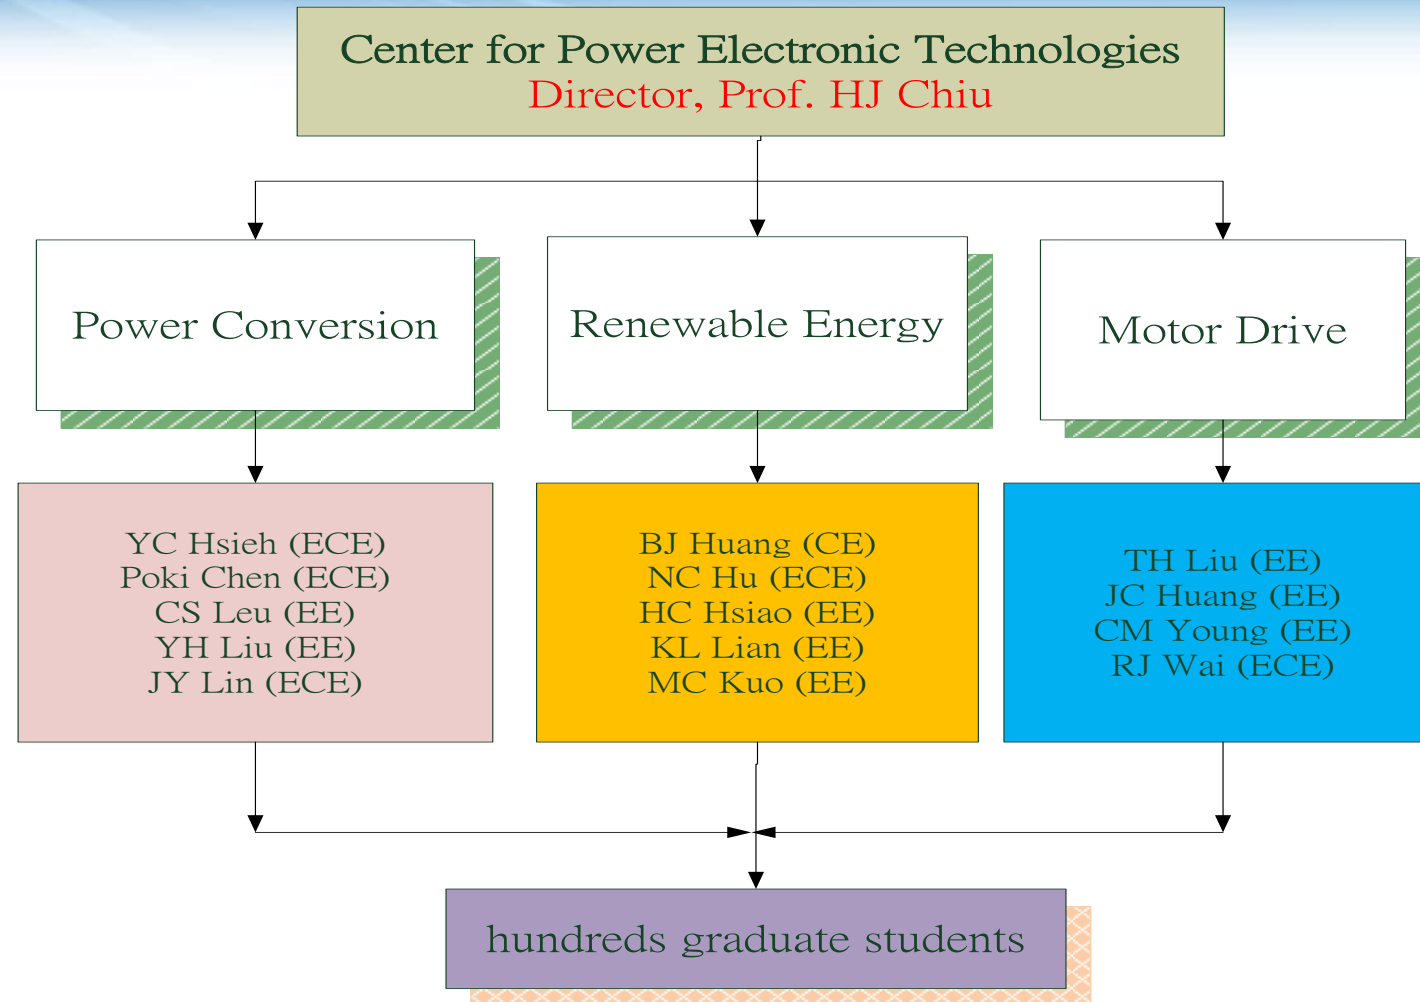 Center for Power Electronic Technologies
Director, Prof. HJ Chiu
Power Conversion
Renewable Energy
Motor Drive
YC Hsieh (ECE)
Poki Chen (ECE)
CS Leu (EE)
YH Liu (EE)
JY Lin (ECE)
BJ Huang (CE)
NC Hu (ECE)
HC Hsiao (EE)
KL Lian (EE)
MC Kuo (EE)
TH Liu (EE)
JC Huang (EE)
CM Young (EE)
RJ Wai (ECE)
hundreds graduate students